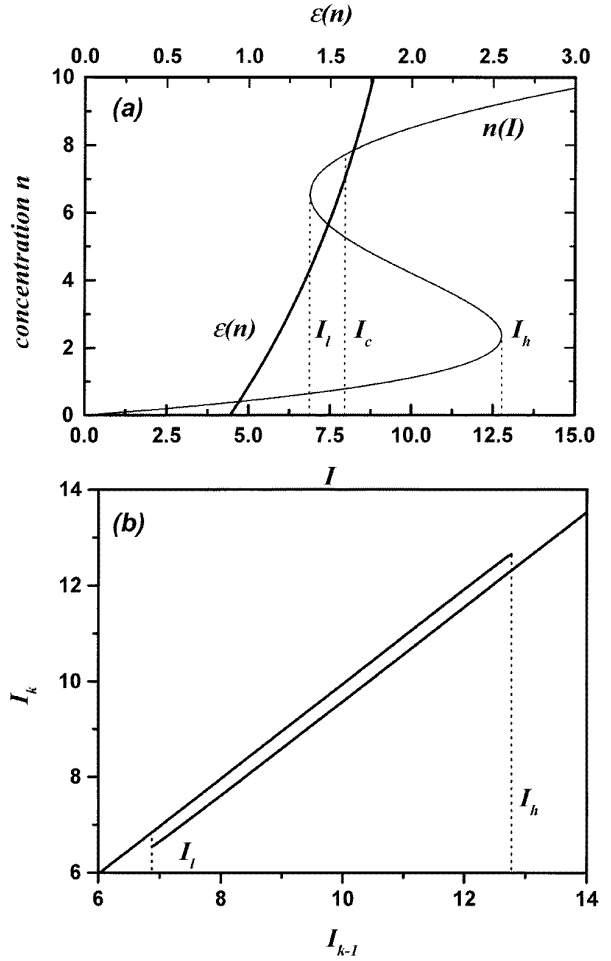 ε(n)
0.0 0.5 1.0 1.5 2.0 2.5 3.0
10
(a)
n(I)
8
6
concentration n
4
ε(n)
I_l
I_c
I_h
2
0
0.0 2.5 5.0 7.5 10.0 12.5 15.0
I
14
(b)
12
I_k
10
8
I_h
I_l
6
6 8 10 12 14
I_{k-1}